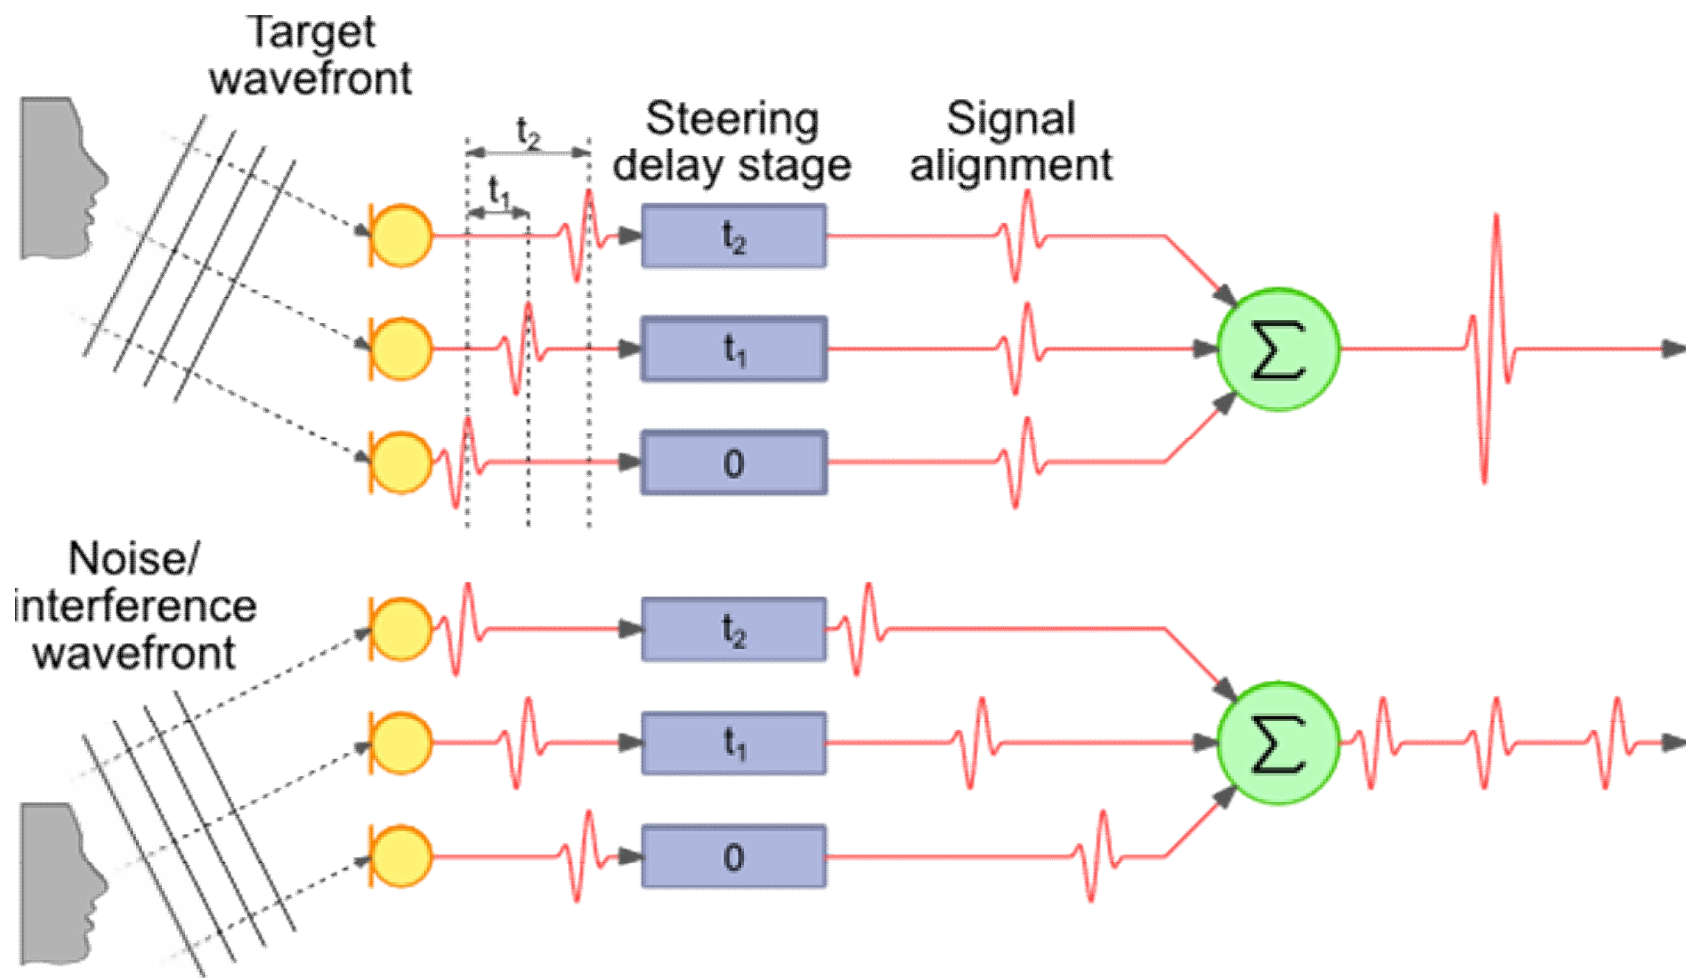 Target
wavefront
t₂
t₁
Steering
delay stage
Signal
alignment
t₂
t₁
0
Σ
Noise/
interference
wavefront
t₂
t₁
0
Σ